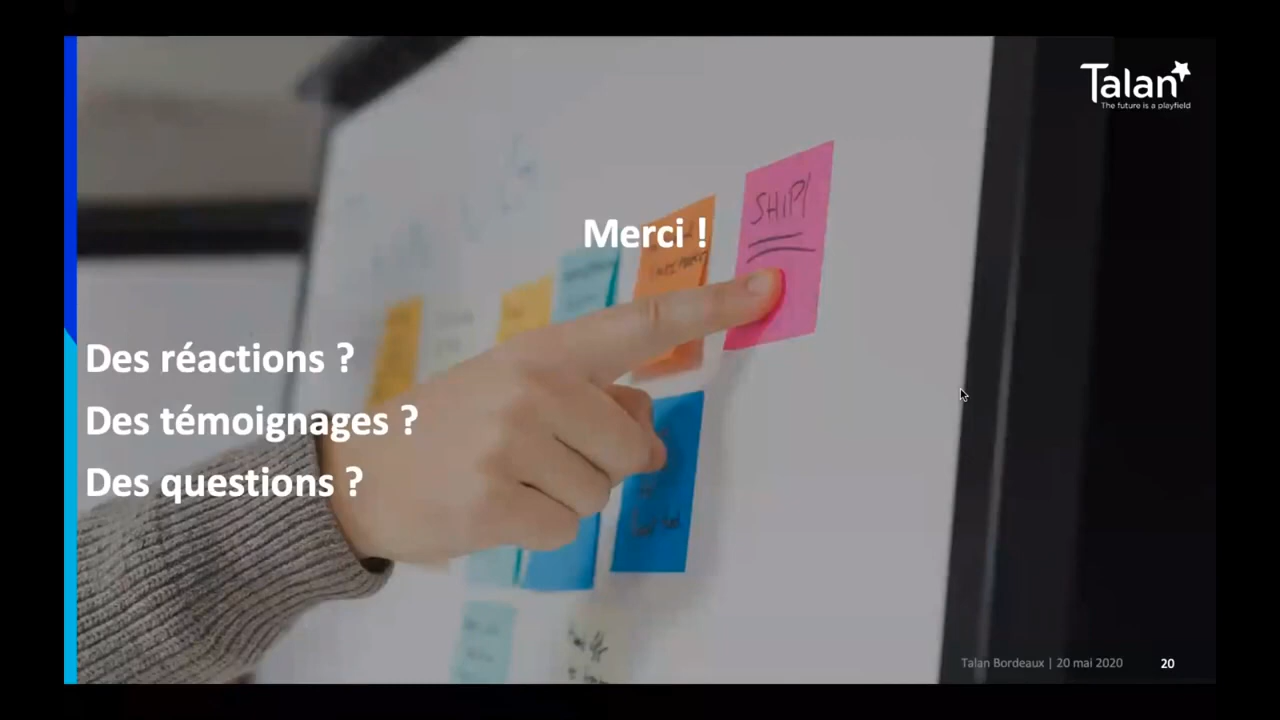 Talan
The future is a playfield
SHIP!
Merci !
Des réactions ?
Des témoignages ?
Des questions ?
Talan Bordeaux | 20 mai 2020
20